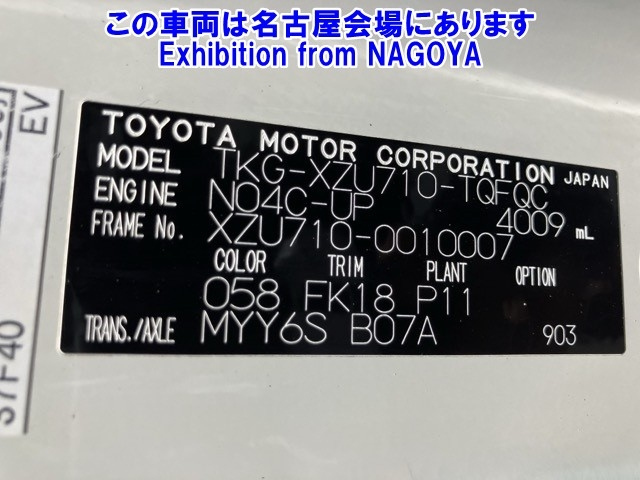 この車両は名古屋会場にあります
Exhibition from NAGOYA
TOYOTA MOTOR CORPORATION JAPAN
MODEL TKG-XZU710-TQFQC
ENGINE N04C-UP 4009 mL
FRAME No. XZU710-0010007
COLOR TRIM PLANT OPTION
058 FK18 P11
TRANS./AXLE MYY6S B07A 903
EV
37F40